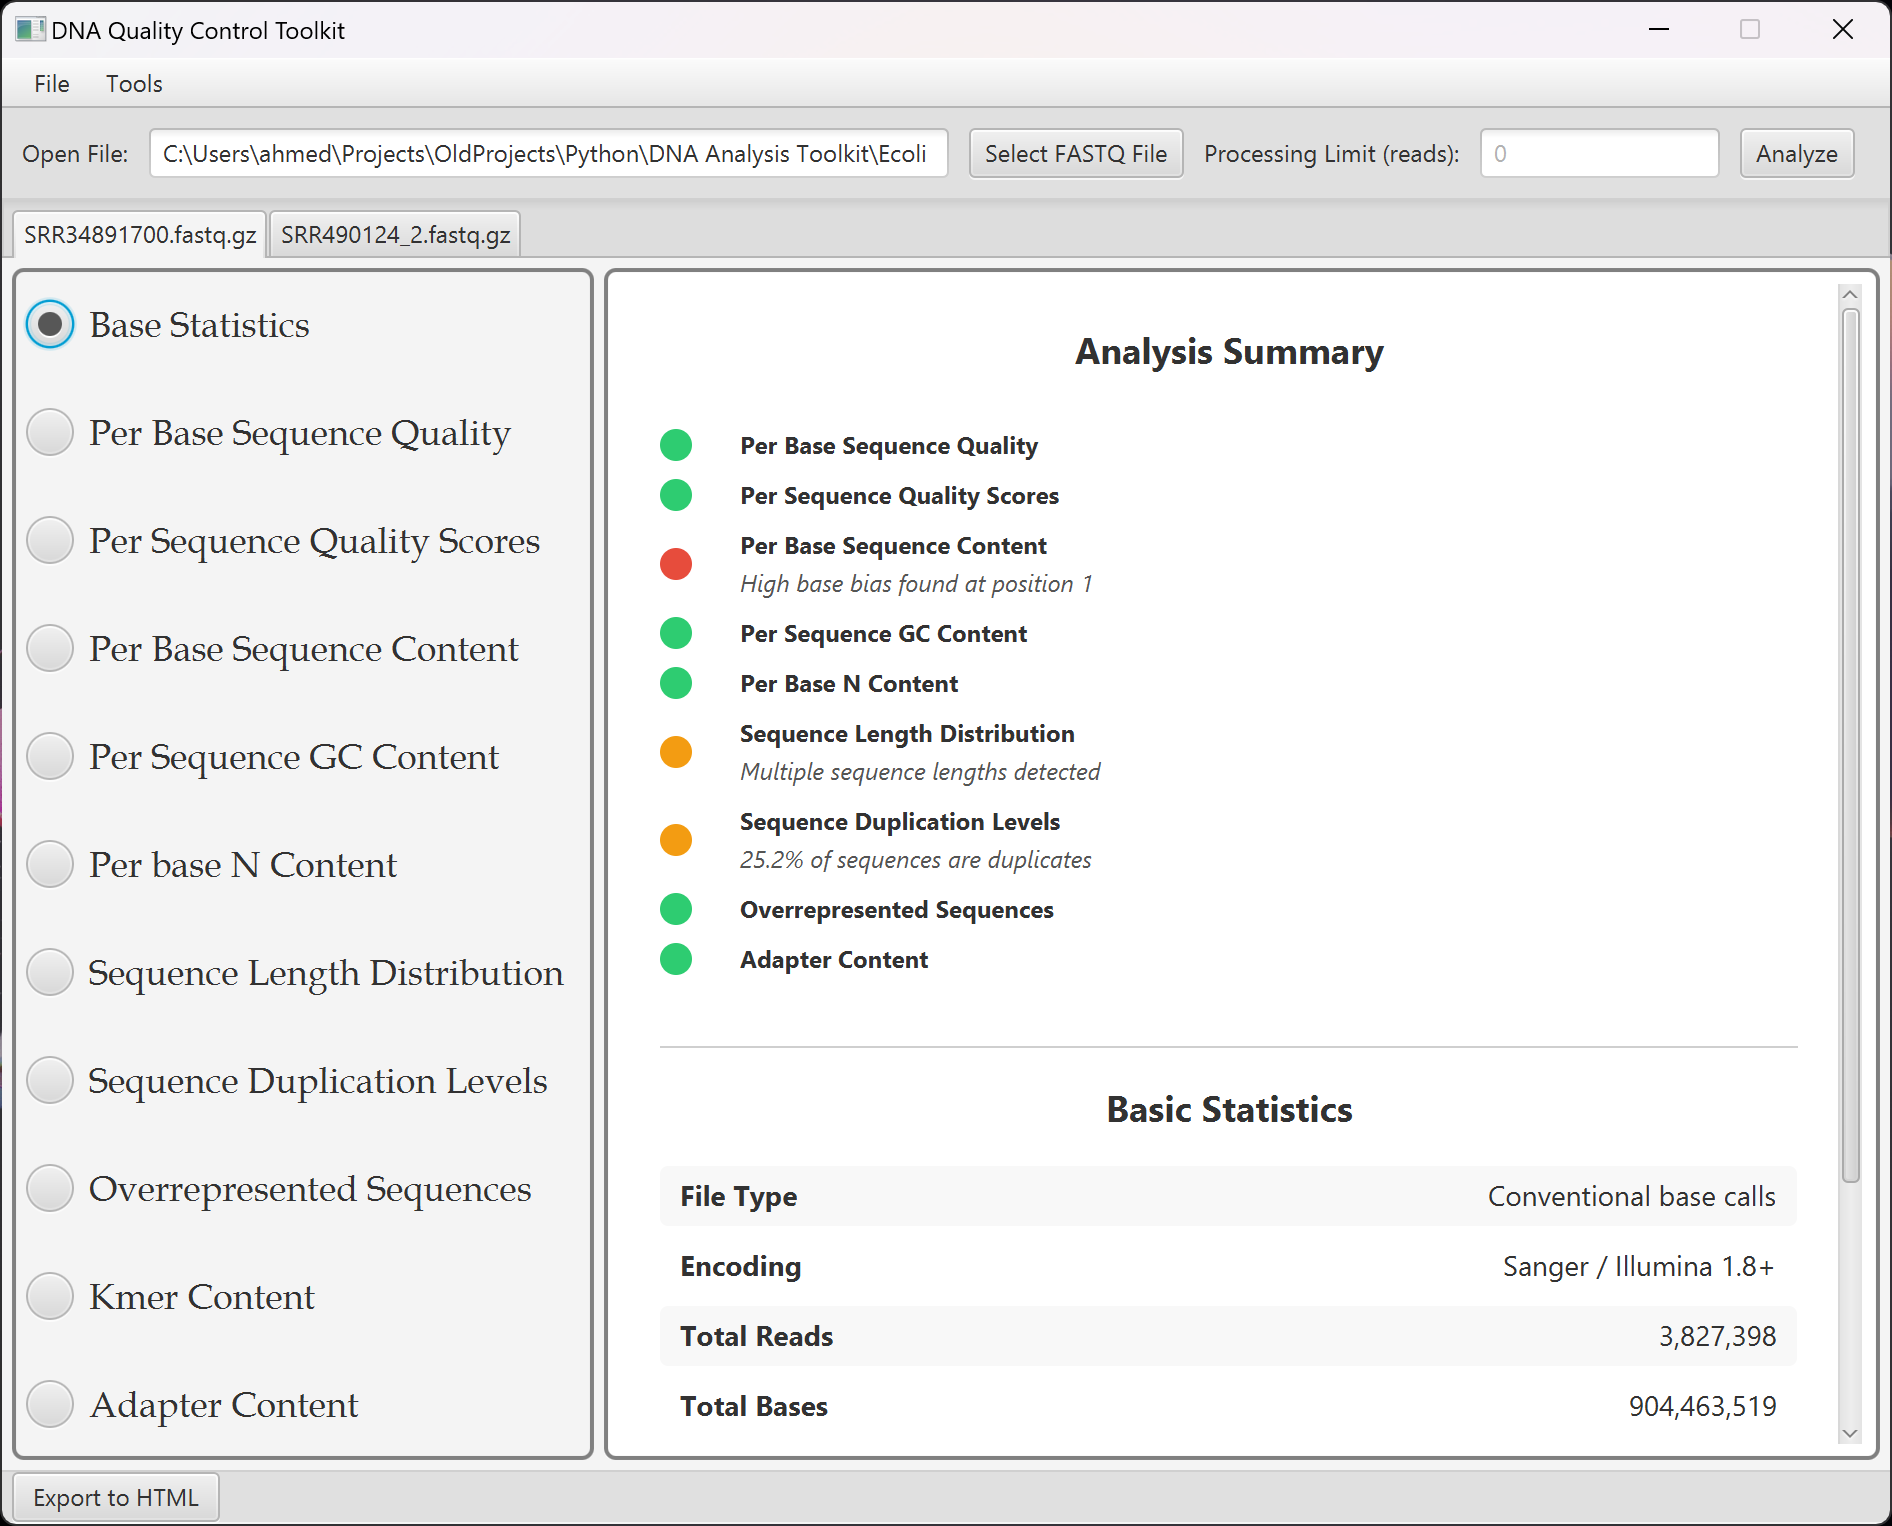 DNA Quality Control Toolkit
File Tools
Open File: C:\Users\ahmed\Projects\OldProjects\Python\DNA Analysis Toolkit\Ecoli Select FASTQ File Processing Limit (reads): 0 Analyze
SRR34891700.fastq.gz SRR490124_2.fastq.gz
Base Statistics
Per Base Sequence Quality
Per Sequence Quality Scores
Per Base Sequence Content
Per Sequence GC Content
Per base N Content
Sequence Length Distribution
Sequence Duplication Levels
Overrepresented Sequences
Kmer Content
Adapter Content
Analysis Summary
Per Base Sequence Quality
Per Sequence Quality Scores
Per Base Sequence Content
High base bias found at position 1
Per Sequence GC Content
Per Base N Content
Sequence Length Distribution
Multiple sequence lengths detected
Sequence Duplication Levels
25.2% of sequences are duplicates
Overrepresented Sequences
Adapter Content
Basic Statistics
File Type Conventional base calls
Encoding Sanger / Illumina 1.8+
Total Reads 3,827,398
Total Bases 904,463,519
Export to HTML